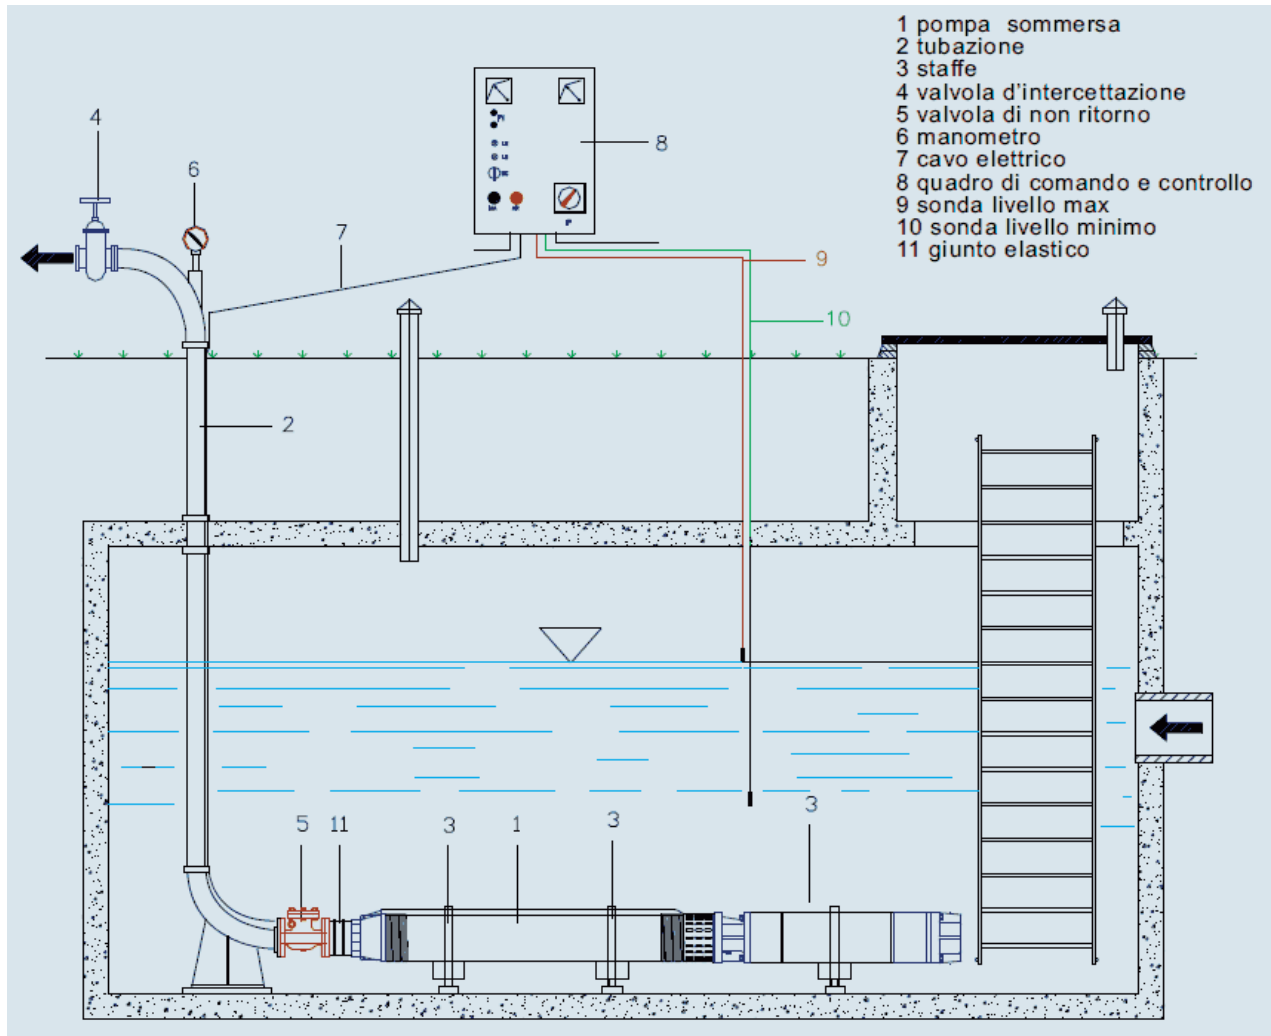 1 pompa sommersa
2 tubazione
3 staffe
4 valvola d'intercettazione
5 valvola di non ritorno
6 manometro
7 cavo elettrico
8 quadro di comando e controllo
9 sonda livello max
10 sonda livello minimo
11 giunto elastico
4
6
8
7
9
10
2
3
5 11 3 1 3